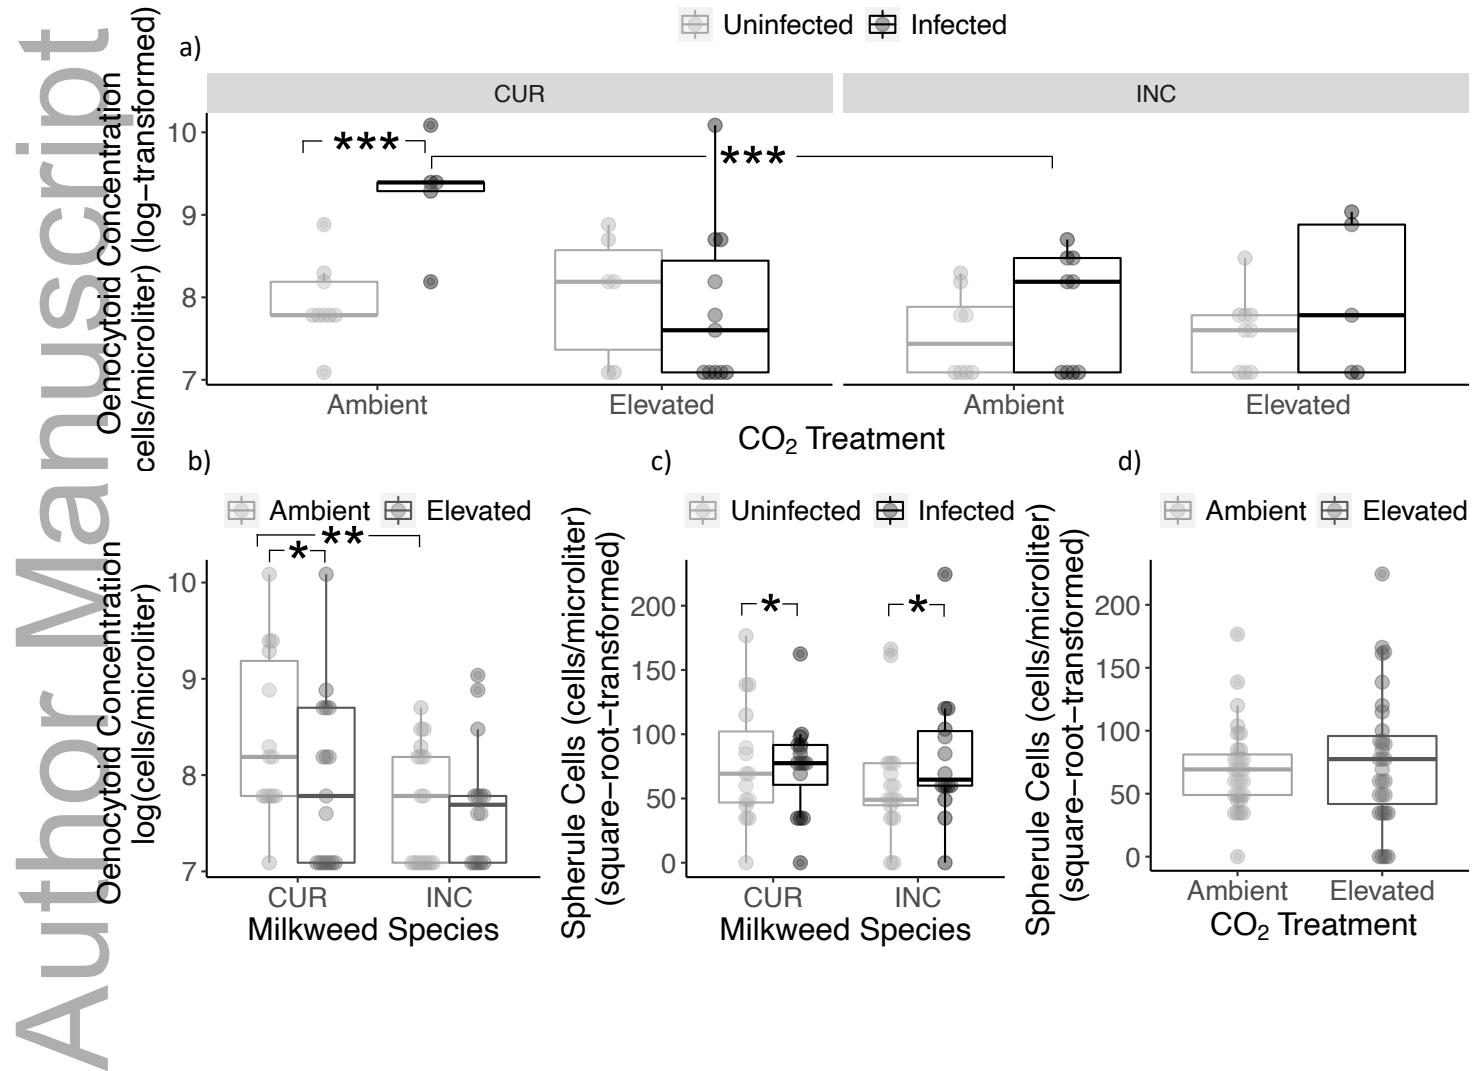 Author Manuscript
Uninfected Infected
a)
CUR INC
Oenocytoid Concentration
cells/microliter) (log−transformed)
10
9
8
7
*** ***
Ambient Elevated Ambient Elevated
CO₂ Treatment
b)
Ambient Elevated
**
*
Oenocytoid Concentration
log(cells/microliter)
10
9
8
7
CUR INC
Milkweed Species
c)
Uninfected Infected
* *
Spherule Cells (cells/microliter)
(square−root−transformed)
200
150
100
50
0
CUR INC
Milkweed Species
d)
Ambient Elevated
Spherule Cells (cells/microliter)
(square−root−transformed)
200
150
100
50
0
Ambient Elevated
CO₂ Treatment